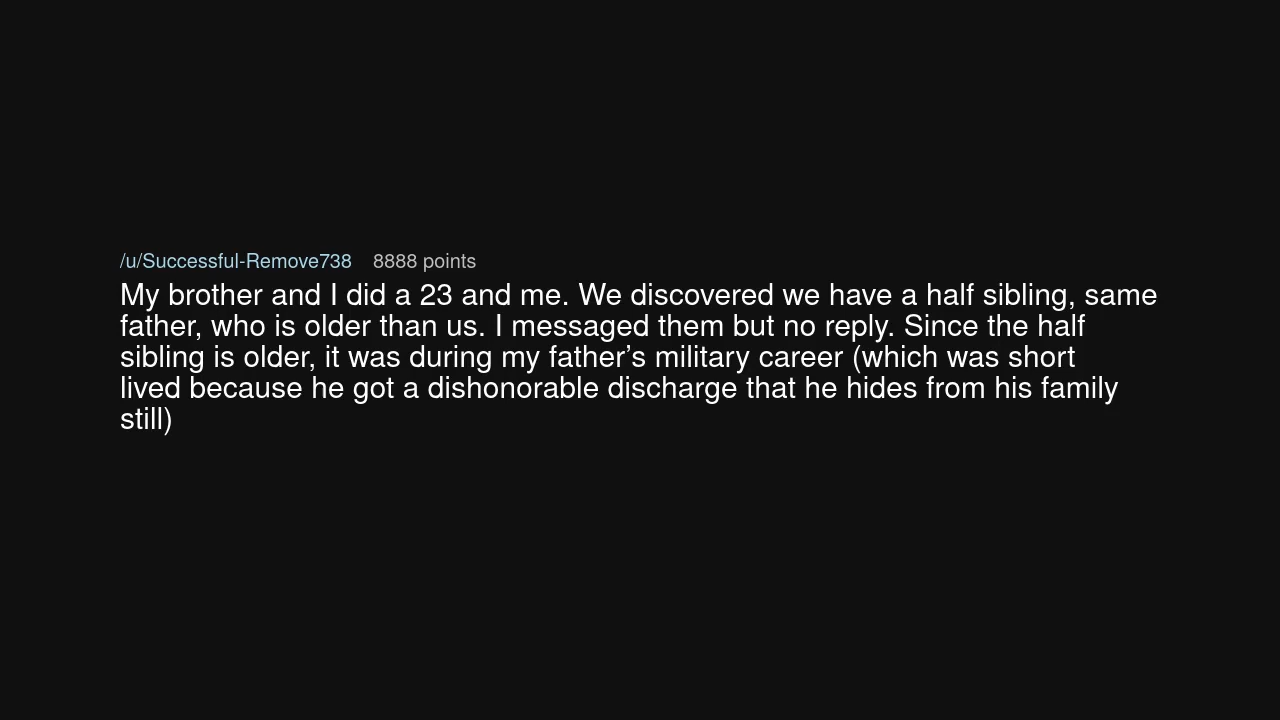 /u/Successful-Remove738 8888 points
My brother and I did a 23 and me. We discovered we have a half sibling, same
father, who is older than us. I messaged them but no reply. Since the half
sibling is older, it was during my father’s military career (which was short
lived because he got a dishonorable discharge that he hides from his family
still)